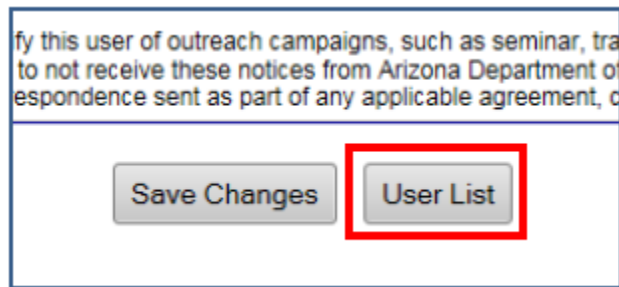 fy this user of outreach campaigns, such as seminar, tra
to not receive these notices from Arizona Department of
espondence sent as part of any applicable agreement, c
Save Changes User List